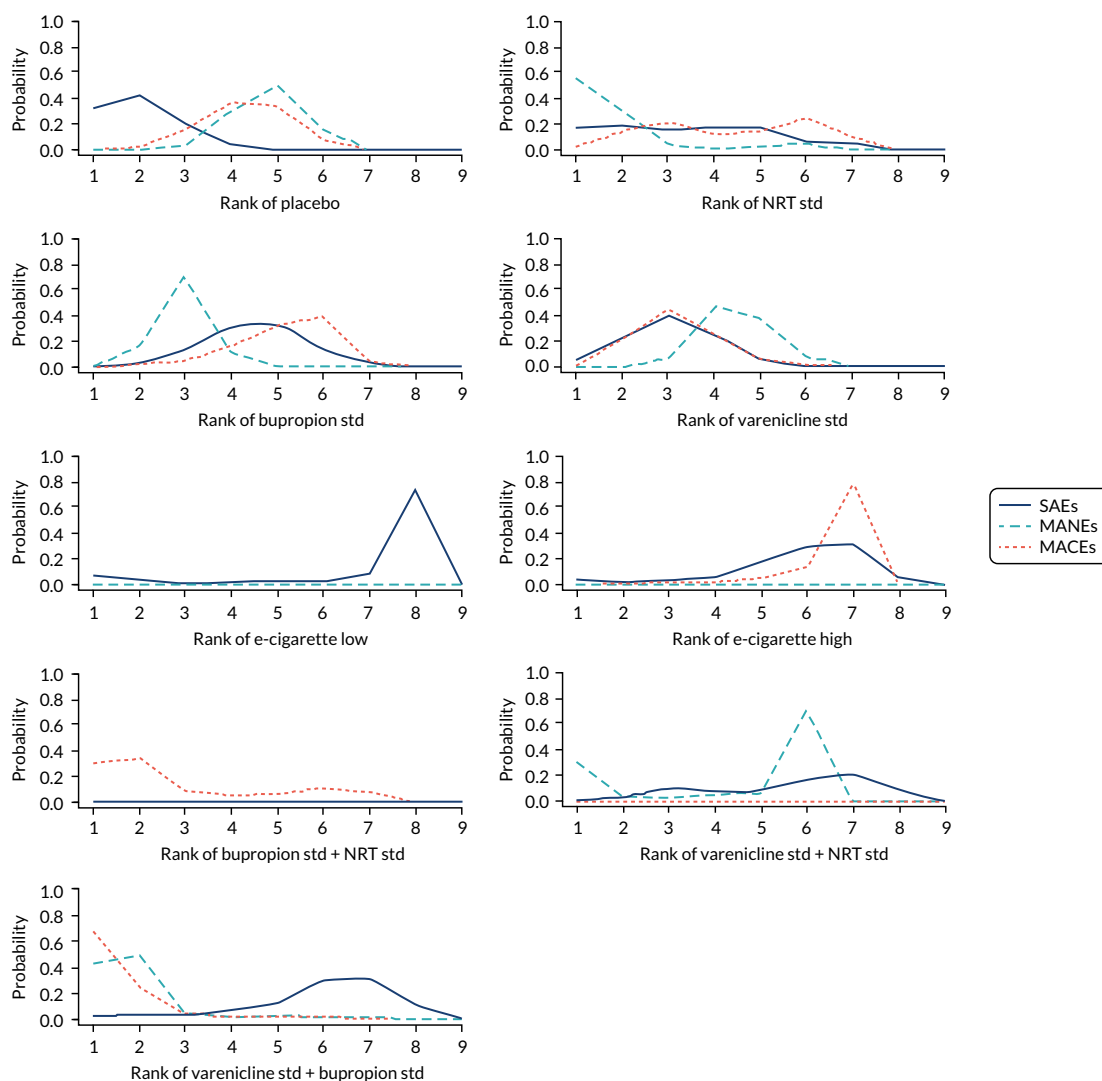 1.0
0.8
0.6
0.4
0.2
0.0
Probability
1 2 3 4 5 6 7 8 9
Rank of placebo
1.0
0.8
0.6
0.4
0.2
0.0
Probability
1 2 3 4 5 6 7 8 9
Rank of NRT std
1.0
0.8
0.6
0.4
0.2
0.0
Probability
1 2 3 4 5 6 7 8 9
Rank of bupropion std
1.0
0.8
0.6
0.4
0.2
0.0
Probability
1 2 3 4 5 6 7 8 9
Rank of varenicline std
1.0
0.8
0.6
0.4
0.2
0.0
Probability
1 2 3 4 5 6 7 8 9
Rank of e-cigarette low
1.0
0.8
0.6
0.4
0.2
0.0
Probability
1 2 3 4 5 6 7 8 9
Rank of e-cigarette high
SAEs
MANEs
MACEs
1.0
0.8
0.6
0.4
0.2
0.0
Probability
1 2 3 4 5 6 7 8 9
Rank of bupropion std + NRT std
1.0
0.8
0.6
0.4
0.2
0.0
Probability
1 2 3 4 5 6 7 8 9
Rank of varenicline std + NRT std
1.0
0.8
0.6
0.4
0.2
0.0
Probability
1 2 3 4 5 6 7 8 9
Rank of varenicline std + bupropion std